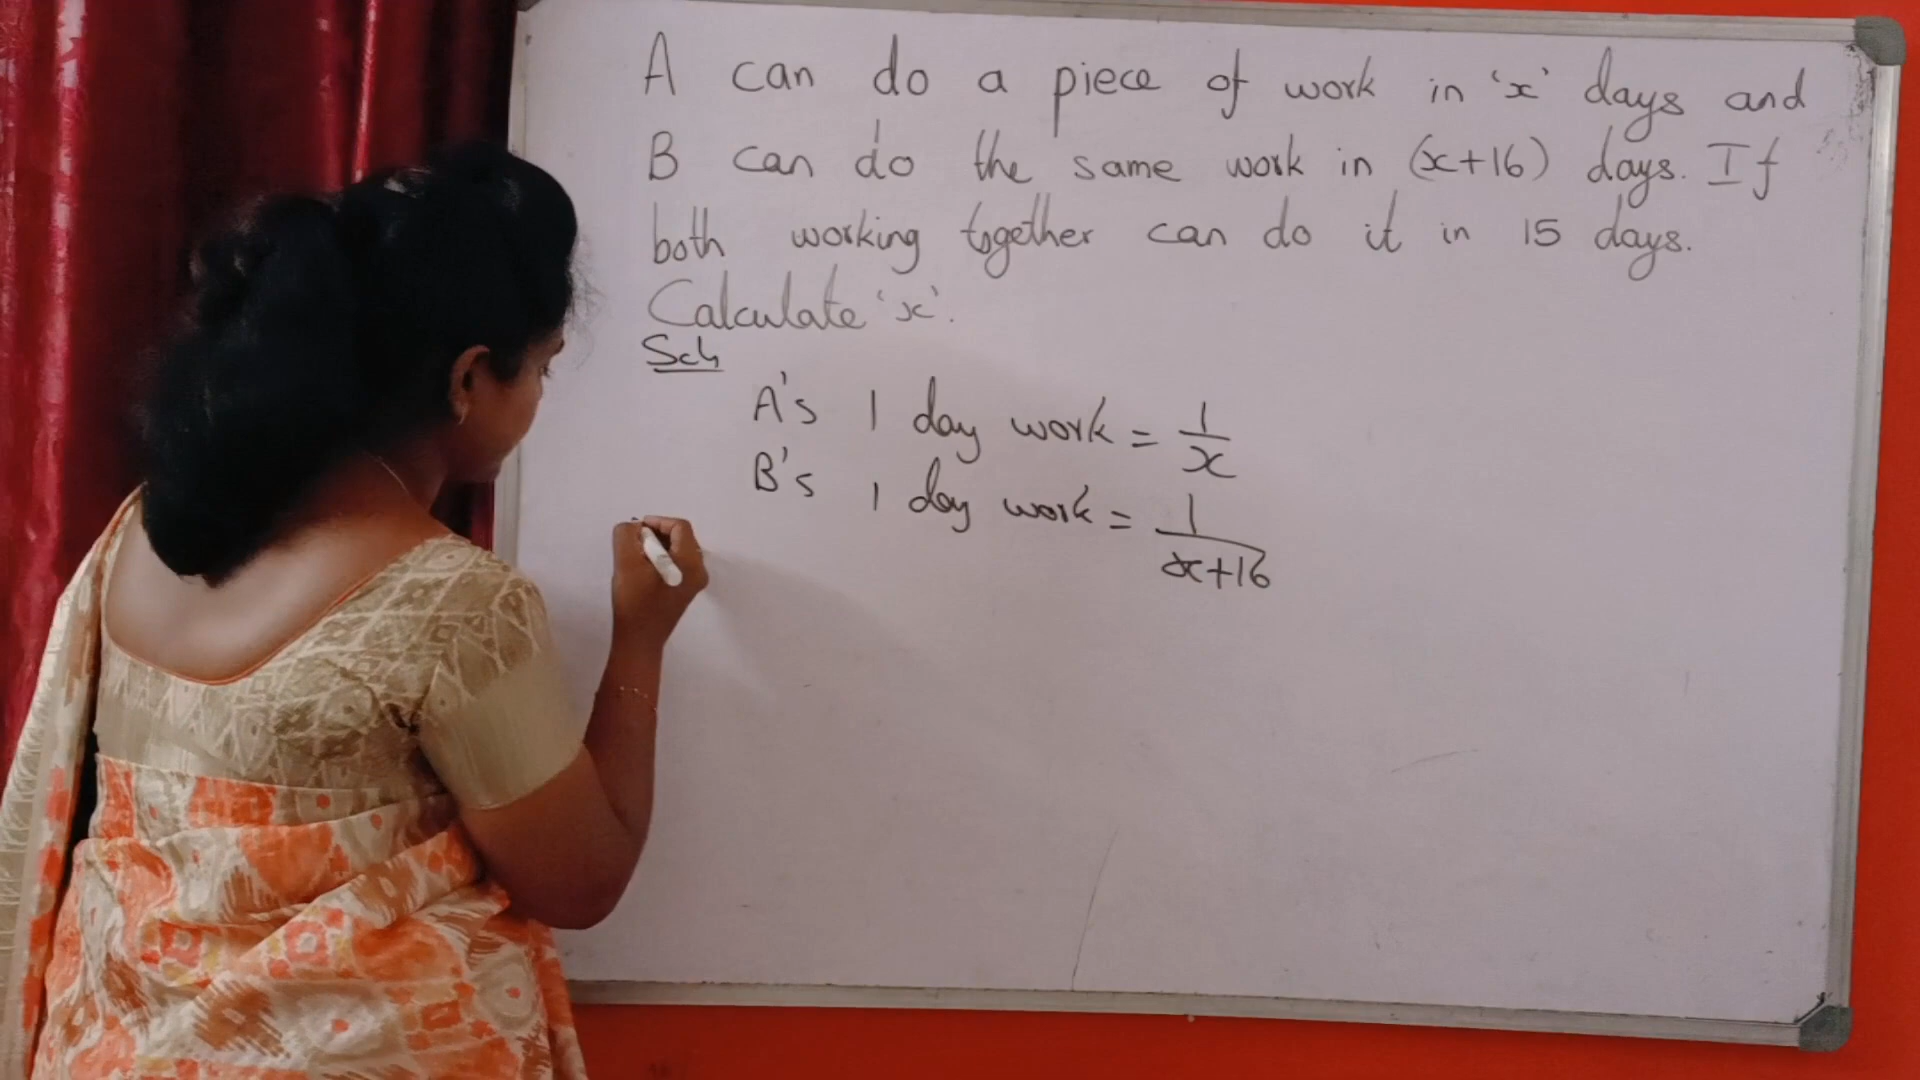 A can do a piece of work in 'x' days and
B can do the same work in (x+16) days. If
both working together can do it in 15 days.
Calculate 'x'.
Soln
A's 1 day work = 1/x
B's 1 day work = 1/x+16